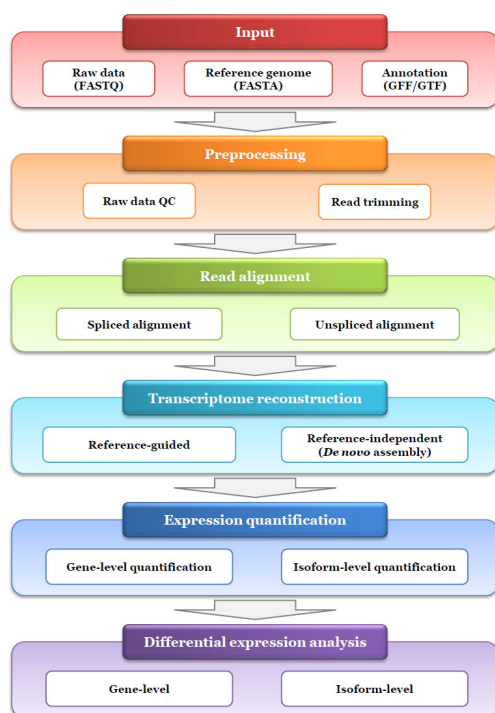 Input
Raw data Reference genome Annotation
(FASTQ) (FASTA) (GFF/GTF)
Preprocessing
Raw data QC Read trimming
Read alignment
Spliced alignment Unspliced alignment
Transcriptome reconstruction
Reference-guided
Reference-independent
(De novo assembly)
Expression quantification
Gene-level quantification Isoform-level quantification
Differential expression analysis
Gene-level Isoform-level